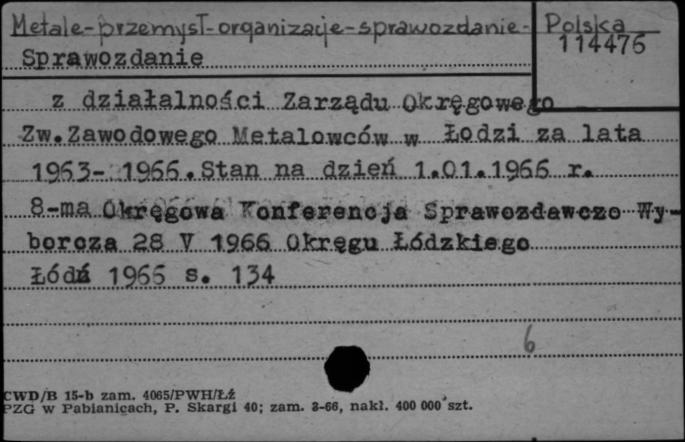 Metale-przemysł-organizacje-sprawozdanie- Polska
114476
Sprawozdanie
z działalności Zarządu Okręgowego
Zw.Zawodowego Metalowców w Łodzi za lata
1963- 1966.Stan na dzień 1.01.1966 r.
8-ma Okręgowa Konferencja Sprawozdawczo Wy-
borcza 28 V 1966 Okręgu Łódzkiego
Łódź 1966 s. 134
6
CWD/B 15-b zam. 4065/PWH/Łź
PZG w Pabianicach, P. Skargi 40; zam. 3-66, nakł. 400 000 szt.